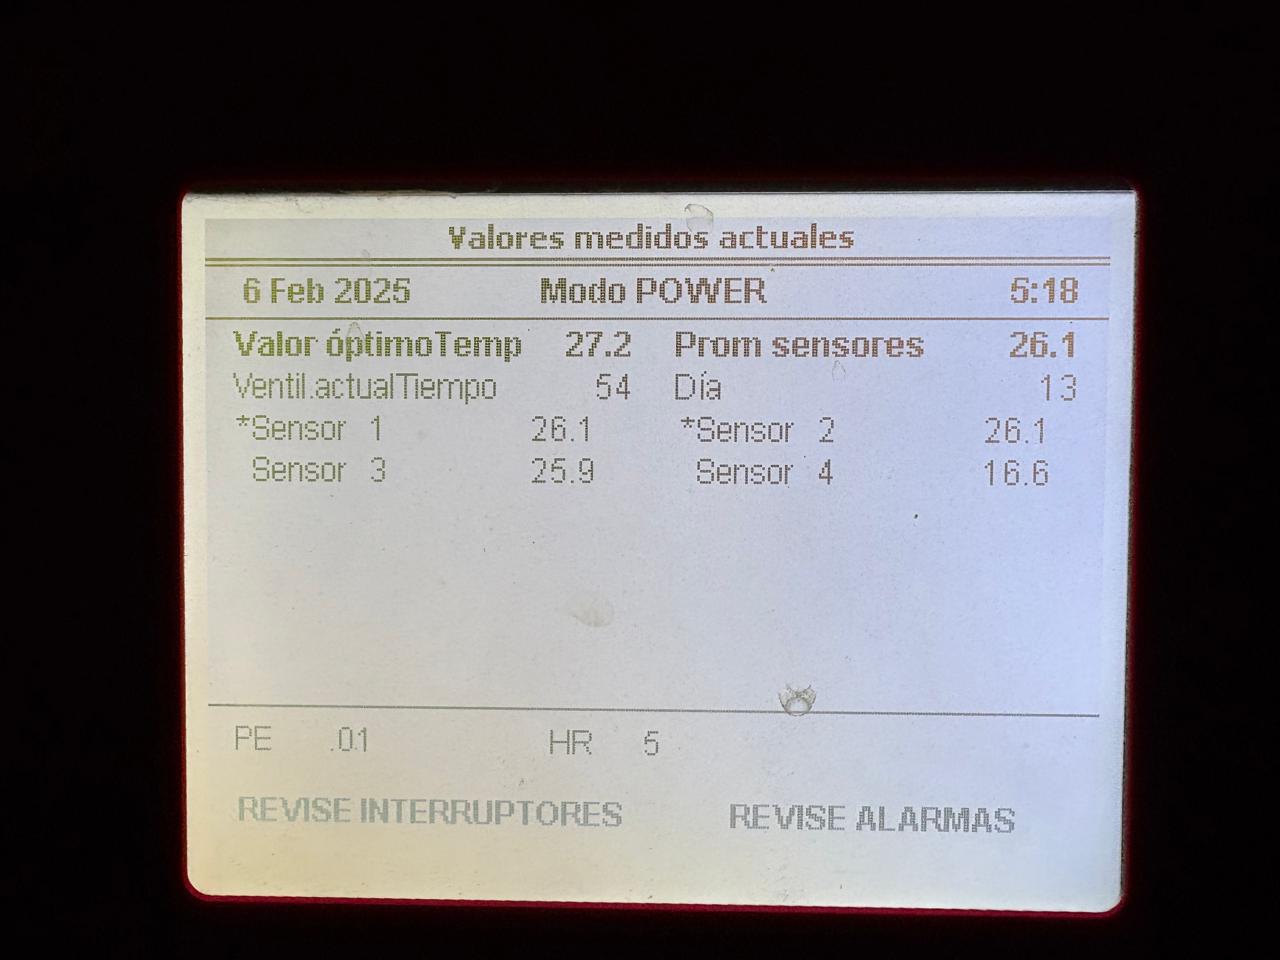 Valores medidos actuales
6 Feb 2025 Modo POWER 5:18
Valor óptimoTemp 27.2 Prom sensores 26.1
Ventil.actualTiempo 54 Día 13
*Sensor 1 26.1 *Sensor 2 26.1
Sensor 3 25.9 Sensor 4 16.6
PE .01 HR 5
REVISE INTERRUPTORES REVISE ALARMAS